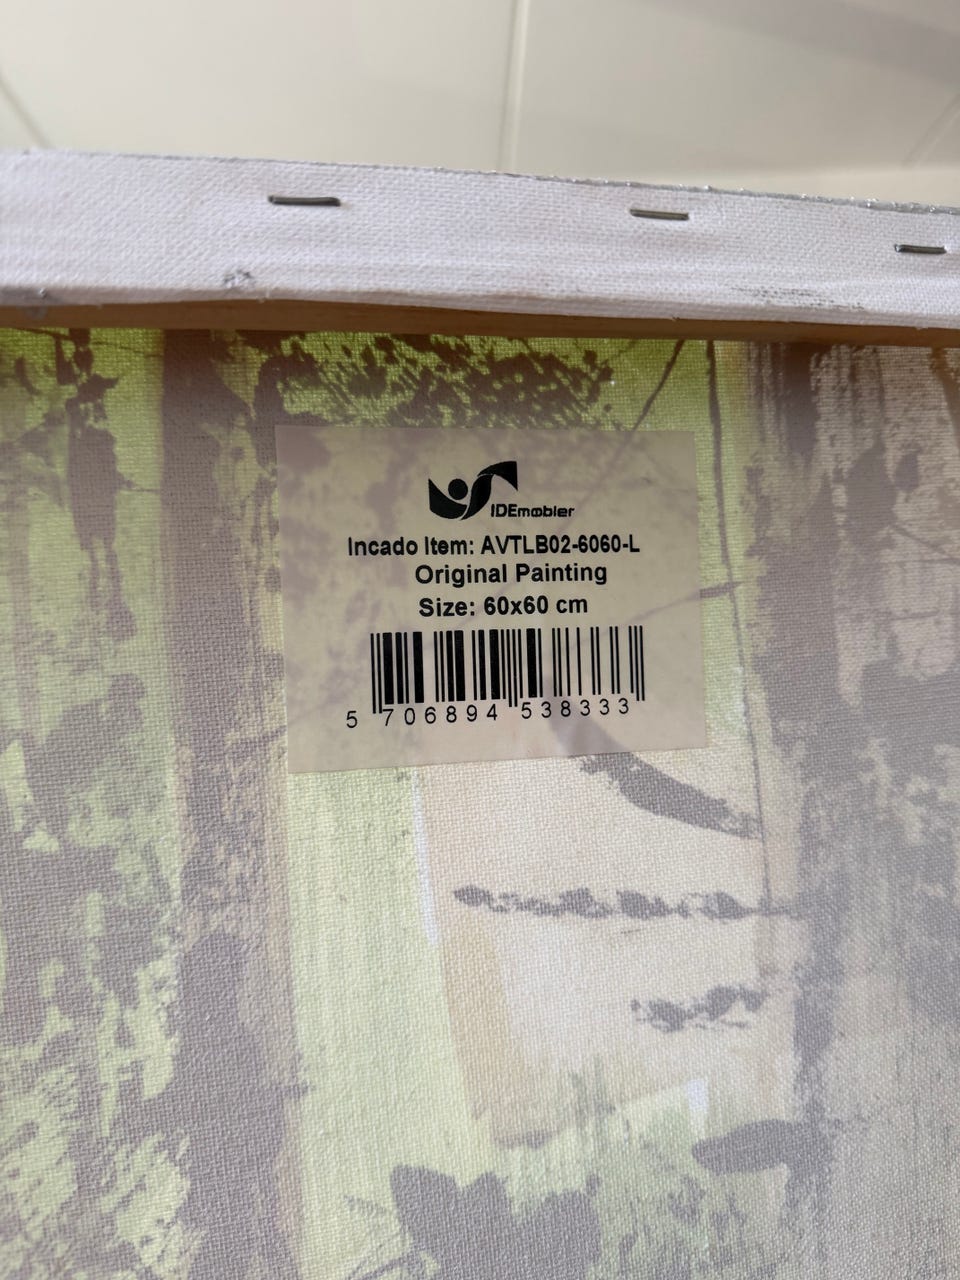 IDEmøbler
Incado Item: AVTLB02-6060-L
Original Painting
Size: 60x60 cm
5 706894 538333